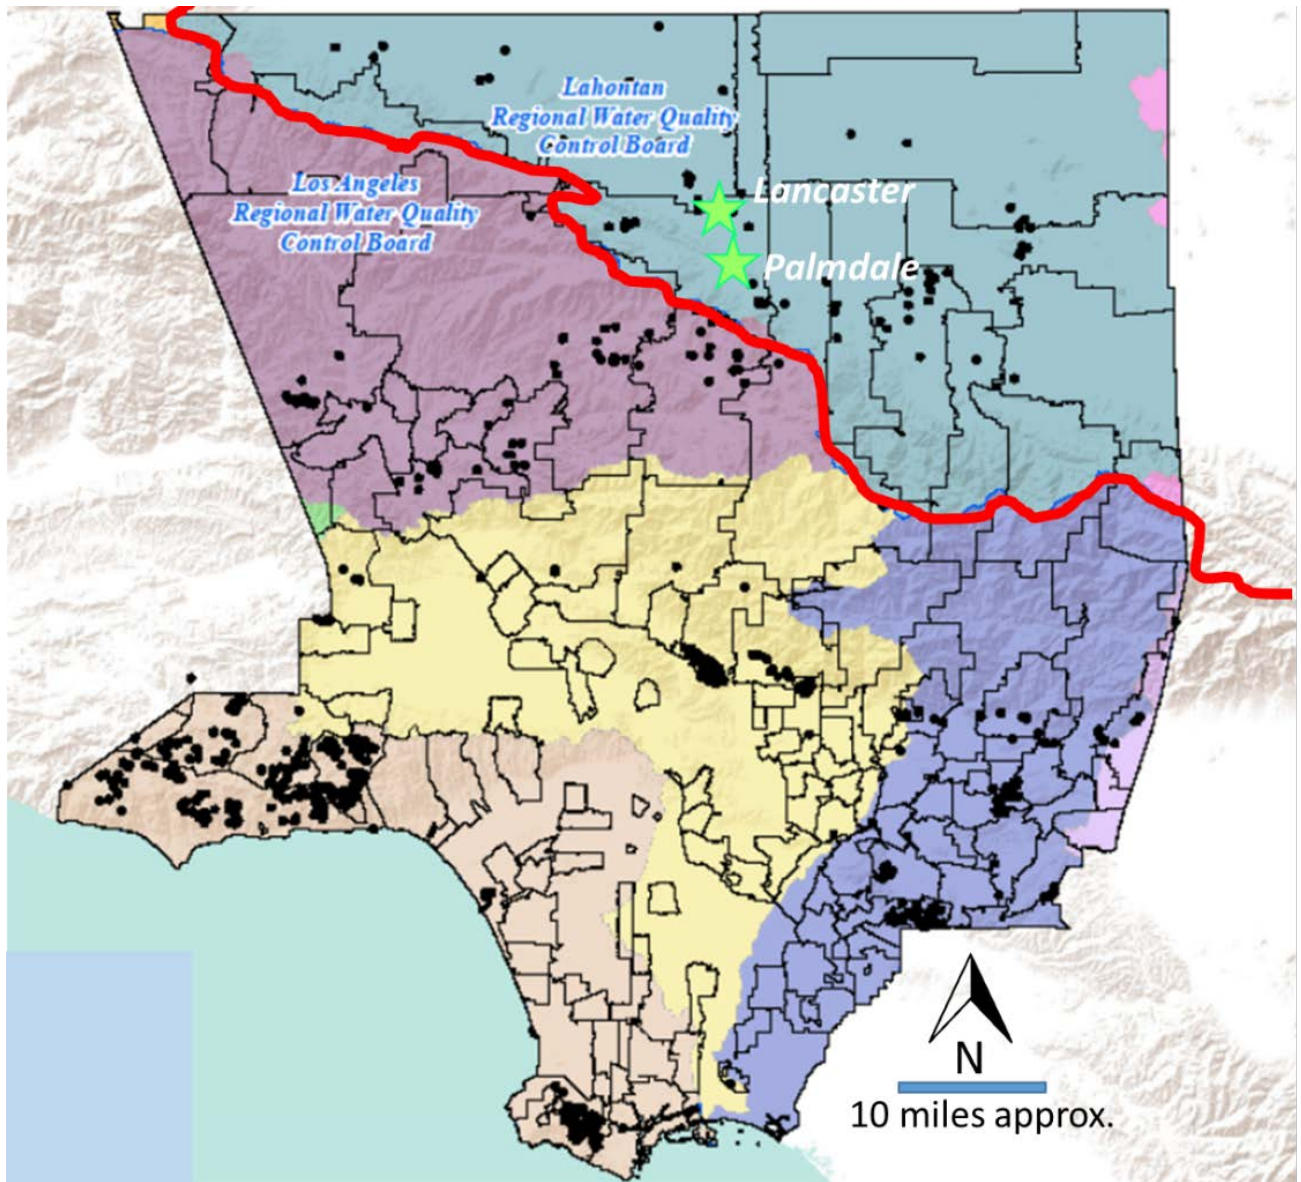 Lahontan
Regional Water Quality
Control Board
Los Angeles
Regional Water Quality
Control Board
Lancaster
Palmdale
N
10 miles approx.